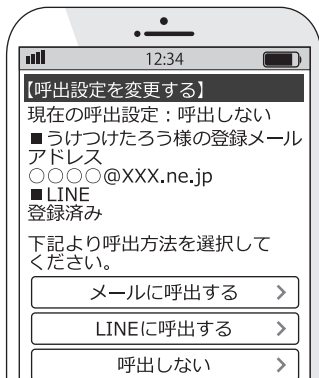 12:34
【呼出設定を変更する】
現在の呼出設定：呼出しない
■うけつけたろう様の登録メール
アドレス
○○○○@XXX.ne.jp
■LINE
登録済み
下記より呼出方法を選択して
ください。
メールに呼出する
LINEに呼出する
呼出しない